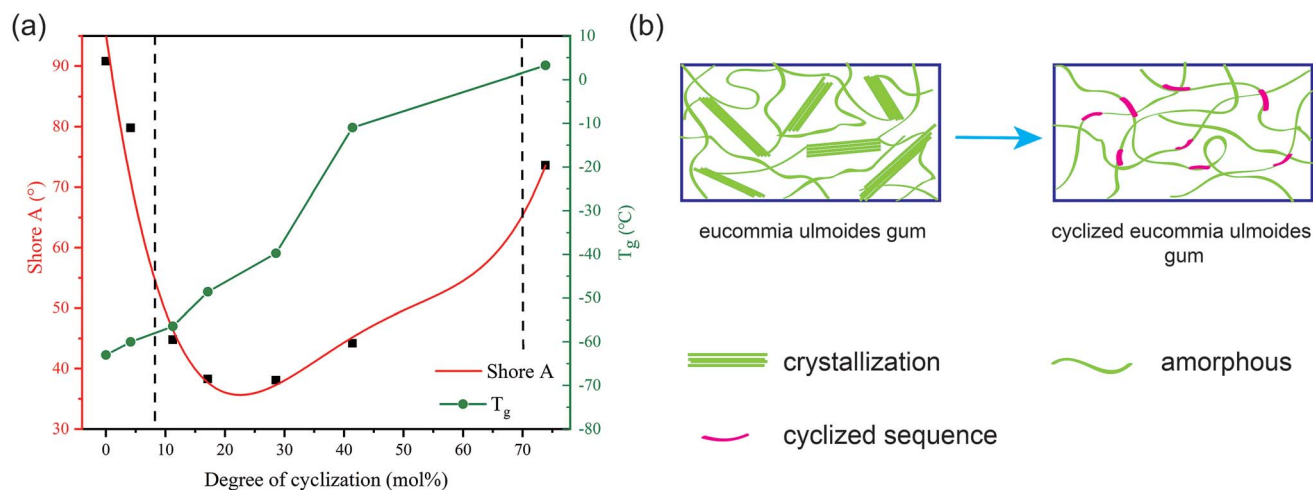 (a)
90
80
70
60
50
40
30
Shore A (°)
10
0
-10
-20
-30
-40
-50
-60
-70
-80
Tg (℃)
Shore A
Tg
0 10 20 30 40 50 60 70
Degree of cyclization (mol%)
(b)
eucommia ulmoides gum
cyclized eucommia ulmoides
gum
crystallization
amorphous
cyclized sequence